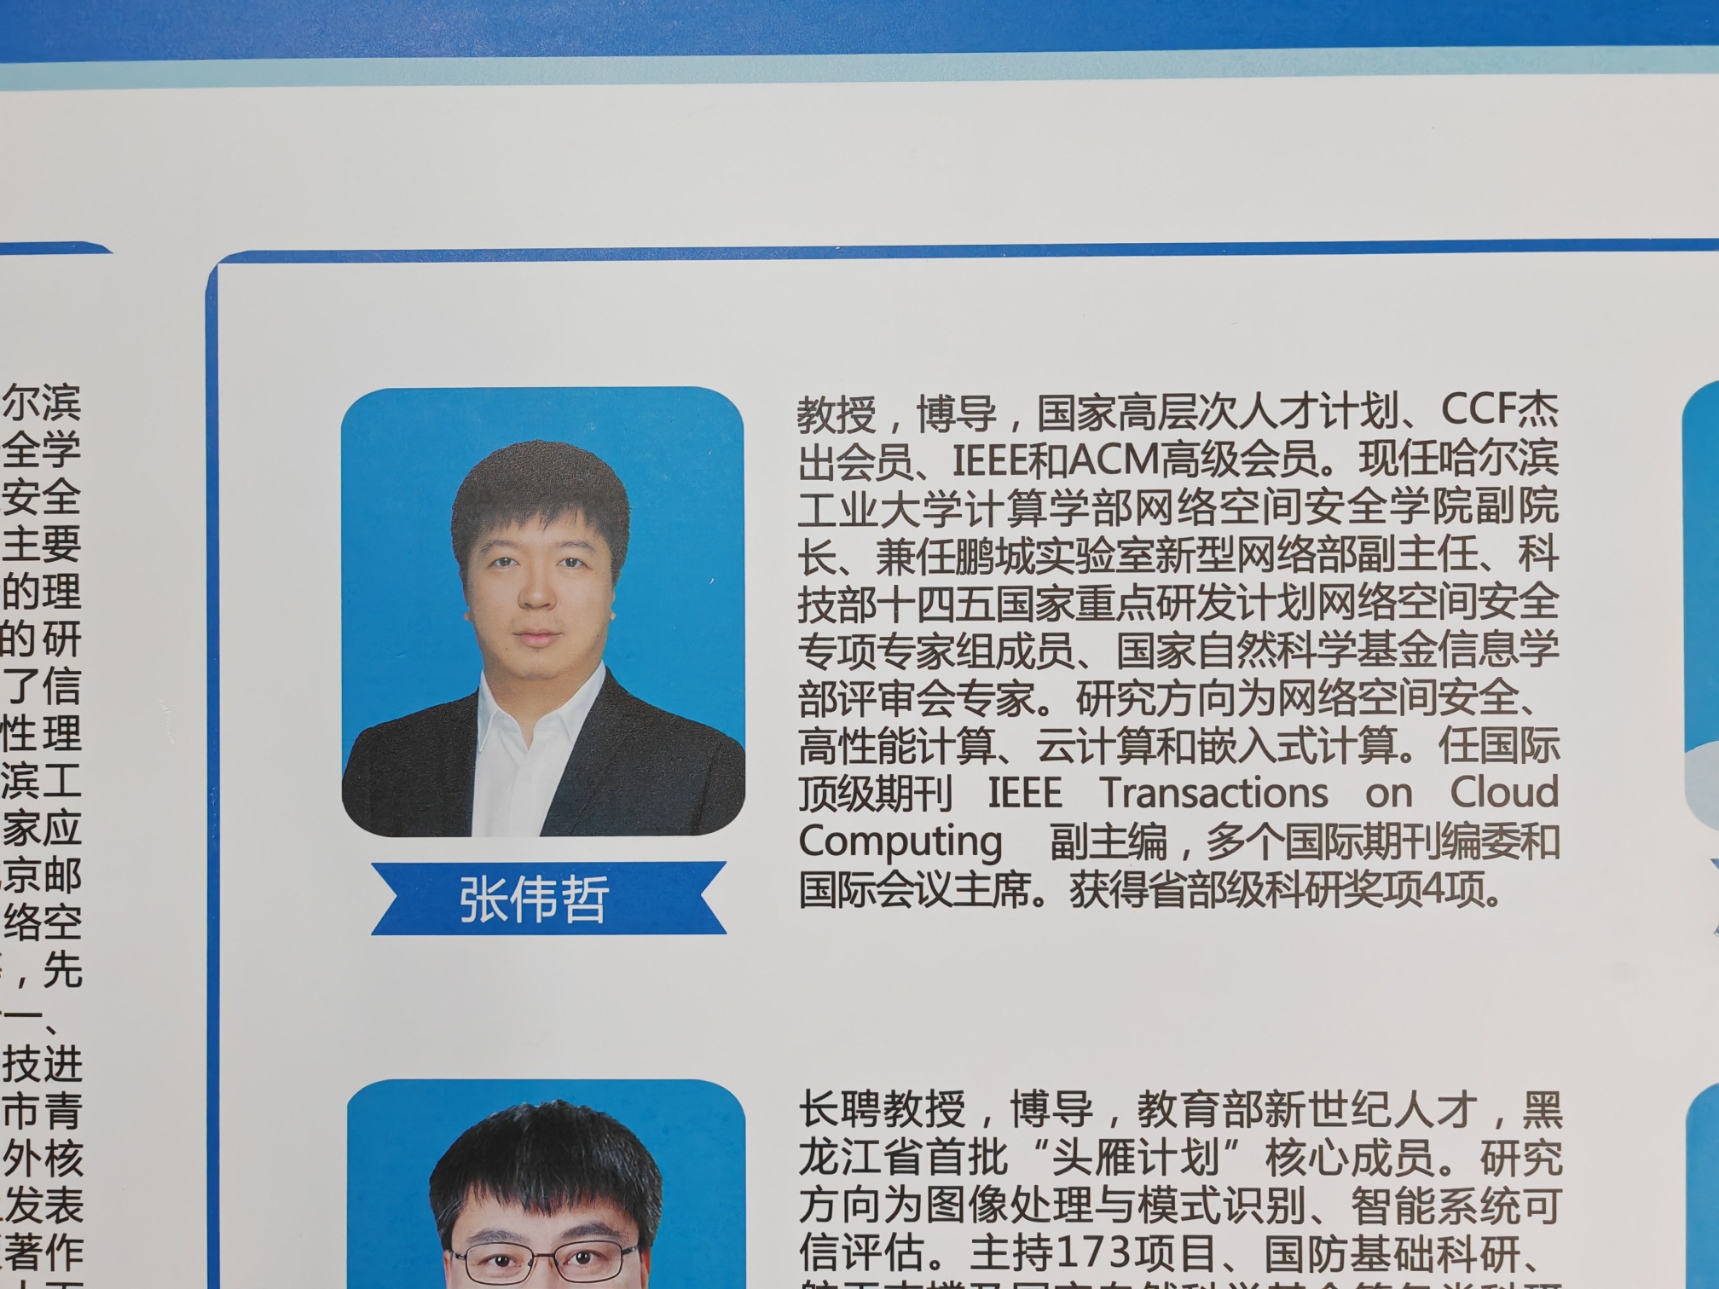 尔滨
全学
安全
主要
的理
的研
了信
性理
滨工
家应
京邮
络空
，先
一、
技进
市青
外核
发表
著作
教授，博导，国家高层次人才计划、CCF杰
出会员、IEEE和ACM高级会员。现任哈尔滨
工业大学计算学部网络空间安全学院副院
长、兼任鹏城实验室新型网络部副主任、科
技部十四五国家重点研发计划网络空间安全
专项专家组成员、国家自然科学基金信息学
部评审会专家。研究方向为网络空间安全、
高性能计算、云计算和嵌入式计算。任国际
顶级期刊 IEEE Transactions on Cloud
Computing 副主编，多个国际期刊编委和
国际会议主席。获得省部级科研奖项4项。
张伟哲
长聘教授，博导，教育部新世纪人才，黑
龙江省首批“头雁计划”核心成员。研究
方向为图像处理与模式识别、智能系统可
信评估。主持173项目、国防基础科研、